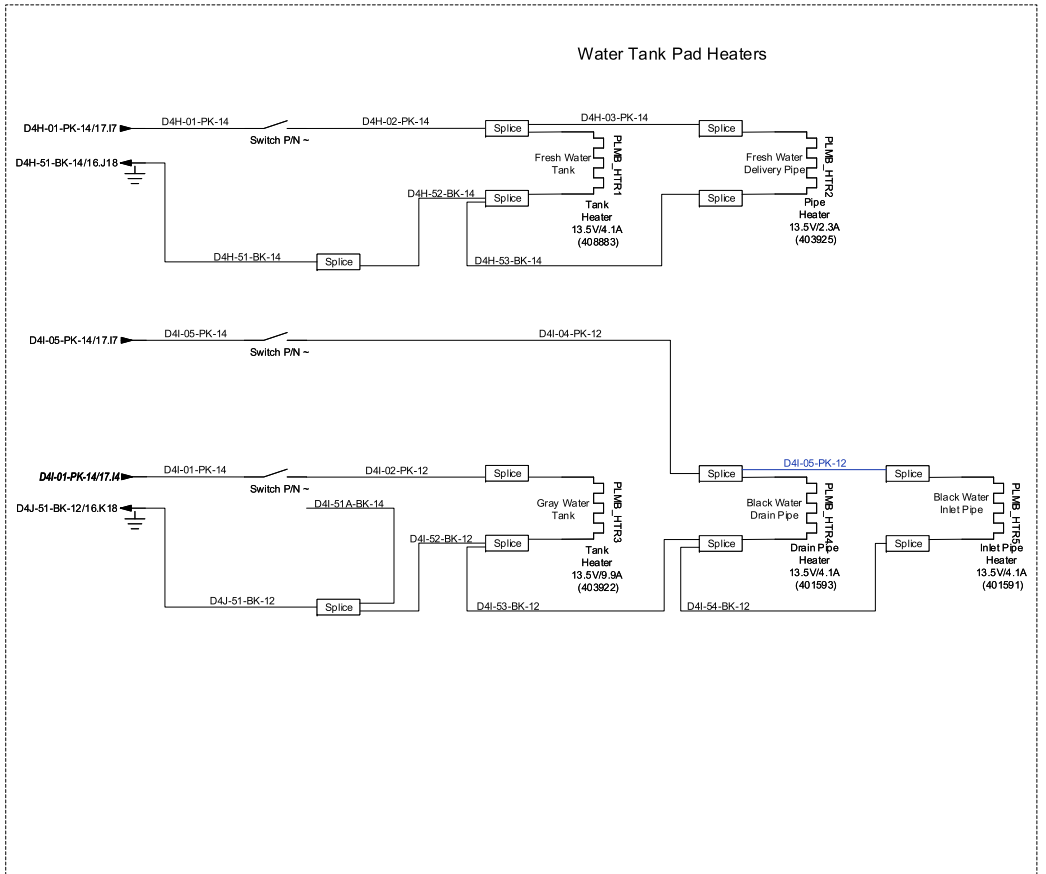 Water Tank Pad Heaters
D4H-01-PK-14/17.I7
D4H-01-PK-14
Switch P/N ~
D4H-02-PK-14
Splice
D4H-03-PK-14
Splice
D4H-51-BK-14/16.J18
Fresh Water
Tank
PLMB_HTR1
Fresh Water
Delivery Pipe
PLMB_HTR2
D4H-52-BK-14
Splice
Splice
Tank
Heater
13.5V/4.1A
(408883)
Pipe
Heater
13.5V/2.3A
(403925)
D4H-51-BK-14
Splice
D4H-53-BK-14
D4I-05-PK-14/17.I7
D4I-05-PK-14
Switch P/N ~
D4I-04-PK-12
D4I-01-PK-14/17.I4
D4I-01-PK-14
Switch P/N ~
D4I-02-PK-12
Splice
Splice
D4I-05-PK-12
Splice
D4J-51-BK-12/16.K18
D4I-51A-BK-14
Gray Water
Tank
PLMB_HTR3
Black Water
Drain Pipe
PLMB_HTR4
Black Water
Inlet Pipe
PLMB_HTR5
D4I-52-BK-12
Splice
Splice
Splice
Tank
Heater
13.5V/9.9A
(403922)
Drain Pipe
Heater
13.5V/4.1A
(401593)
Inlet Pipe
Heater
13.5V/4.1A
(401591)
D4J-51-BK-12
Splice
D4I-53-BK-12
D4I-54-BK-12